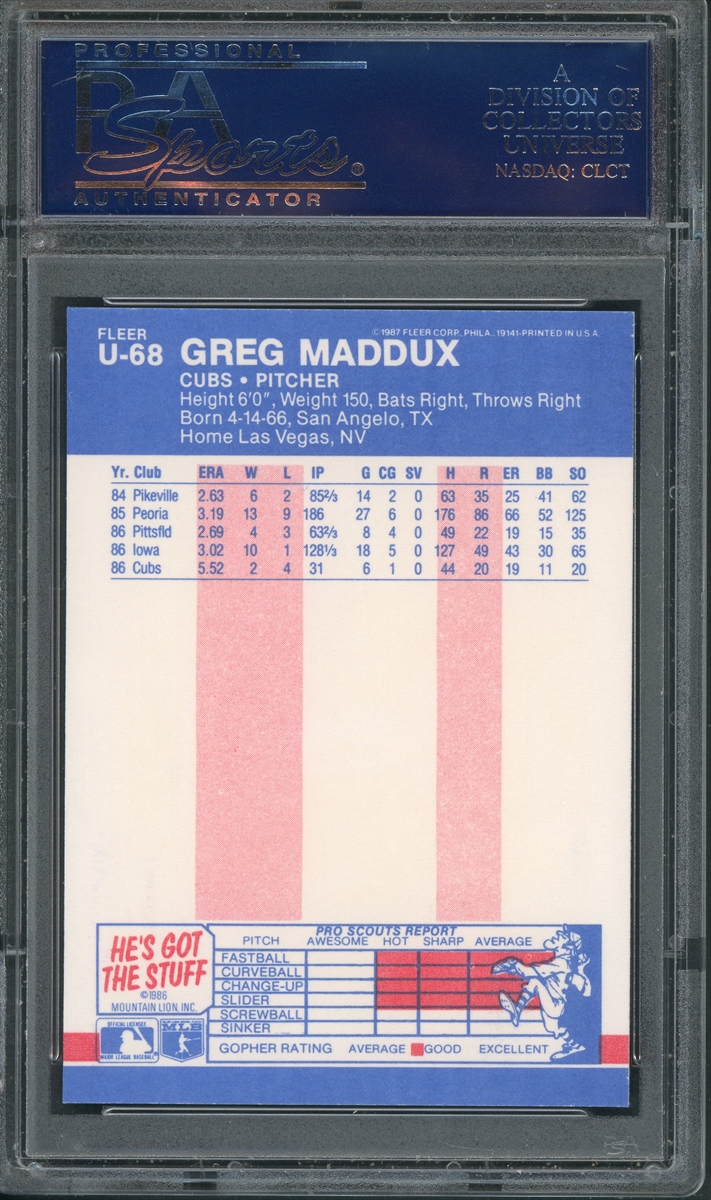 PROFESSIONAL
PSA
Sports®
AUTHENTICATOR
A
DIVISION OF
COLLECTORS
UNIVERSE
NASDAQ: CLCT
FLEER
©1987 FLEER CORP. PHILA., 19141-PRINTED IN U.S.A.
U-68 GREG MADDUX
CUBS • PITCHER
Height 6'0", Weight 150, Bats Right, Throws Right
Born 4-14-66, San Angelo, TX
Home Las Vegas, NV
Yr. Club ERA W L IP G CG SV H R ER BB SO
84 Pikeville 2.63 6 2 85⅔ 14 2 0 63 35 25 41 62
85 Peoria 3.19 13 9 186 27 6 0 176 86 66 52 125
86 Pittsfld 2.69 4 3 63⅔ 8 4 0 49 22 19 15 35
86 Iowa 3.02 10 1 128⅓ 18 5 0 127 49 43 30 65
86 Cubs 5.52 2 4 31 6 1 0 44 20 19 11 20
HE'S GOT
THE STUFF
©1986
MOUNTAIN LION, INC.
PRO SCOUTS REPORT
PITCH AWESOME HOT SHARP AVERAGE
FASTBALL
CURVEBALL
CHANGE-UP
SLIDER
SCREWBALL
SINKER
GOPHER RATING AVERAGE GOOD EXCELLENT
OFFICIAL LICENSEE
MAJOR LEAGUE BASEBALL
MLB
PSA